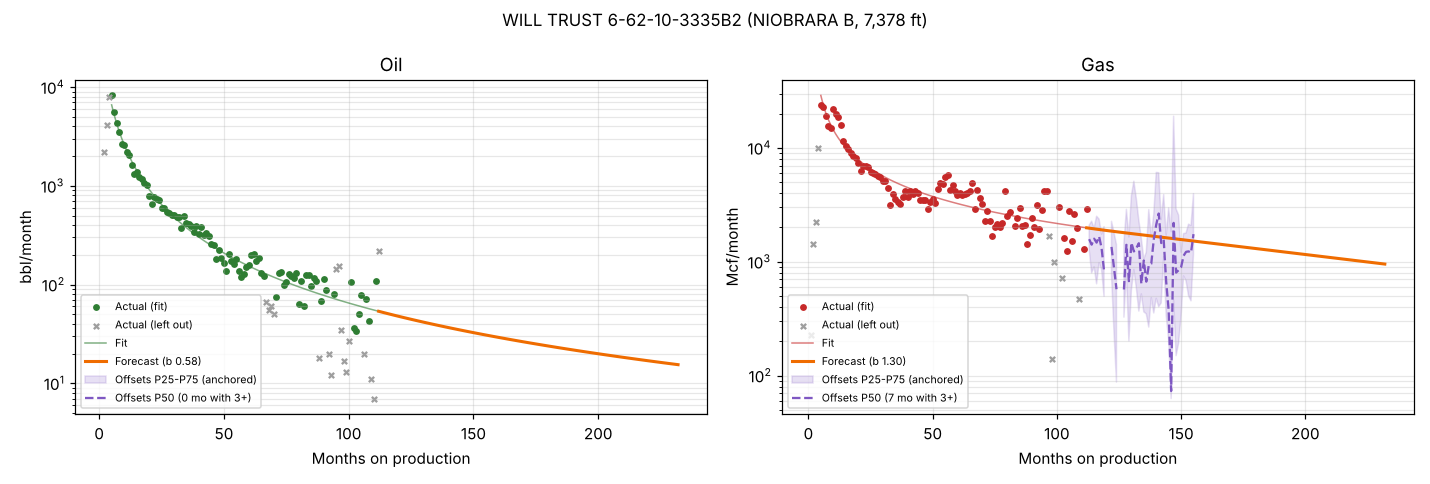 WILL TRUST 6-62-10-3335B2 (NIOBRARA B, 7,378 ft)
Oil
bbl/month
10⁴
10³
10²
10¹
0
50
100
150
200
Months on production
Actual (fit)
Actual (left out)
Fit
Forecast (b 0.58)
Offsets P25-P75 (anchored)
Offsets P50 (0 mo with 3+)
Gas
Mcf/month
10⁴
10³
10²
0
50
100
150
200
Months on production
Actual (fit)
Actual (left out)
Fit
Forecast (b 1.30)
Offsets P25-P75 (anchored)
Offsets P50 (7 mo with 3+)